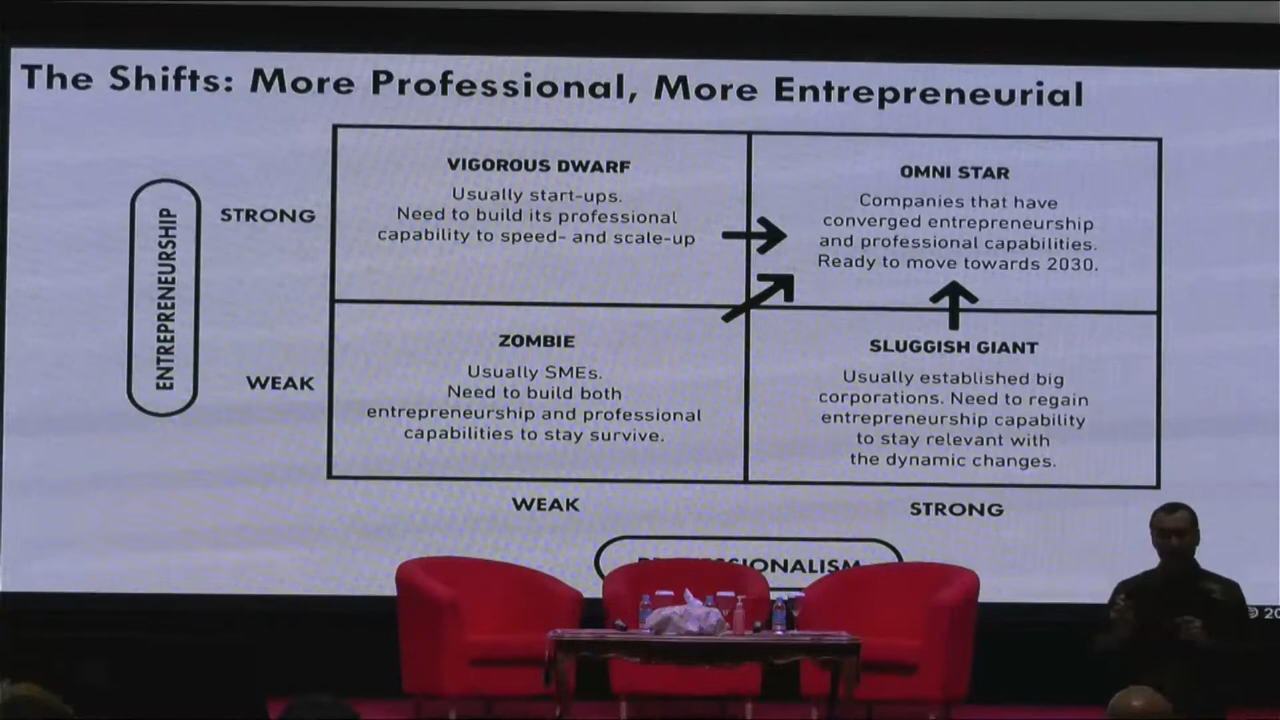 The Shifts: More Professional, More Entrepreneurial
ENTREPRENEURSHIP
STRONG
WEAK
VIGOROUS DWARF
Usually start-ups.
Need to build its professional
capability to speed- and scale-up
OMNI STAR
Companies that have
converged entrepreneurship
and professional capabilities.
Ready to move towards 2030.
ZOMBIE
Usually SMEs.
Need to build both
entrepreneurship and professional
capabilities to stay survive.
SLUGGISH GIANT
Usually established big
corporations. Need to regain
entrepreneurship capability
to stay relevant with
the dynamic changes.
WEAK
STRONG